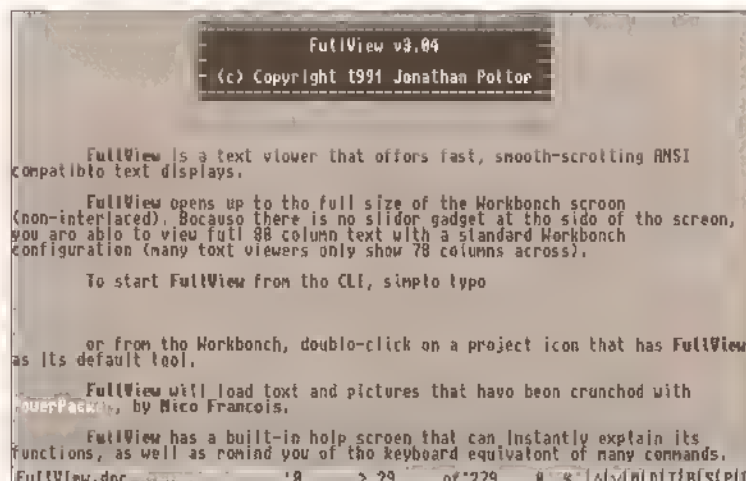 FullView v3.04
(c) Copyright 1991 Jonathan Potter
FullView is a text viewer that offers fast, smooth-scrolling ANSI
compatible text displays.
FullView opens up to the full size of the Workbench screen
(non-interlaced). Because there is no slider gadget at the side of the screen,
you are able to view full 80 column text with a standard Workbench
configuration (many text viewers only show 78 columns across).
To start FullView from the CLI, simple type
or from the Workbench, double-click on a project icon that has FullView
as its default tool.
FullView will load text and pictures that have been crunched with
PowerPacker, by Nico Francois.
FullView has a built-in help screen that can instantly explain its
functions, as well as remind you of the keyboard equivalent of many commands.
FullView.doc > 29 of 229 A V M N T B S P